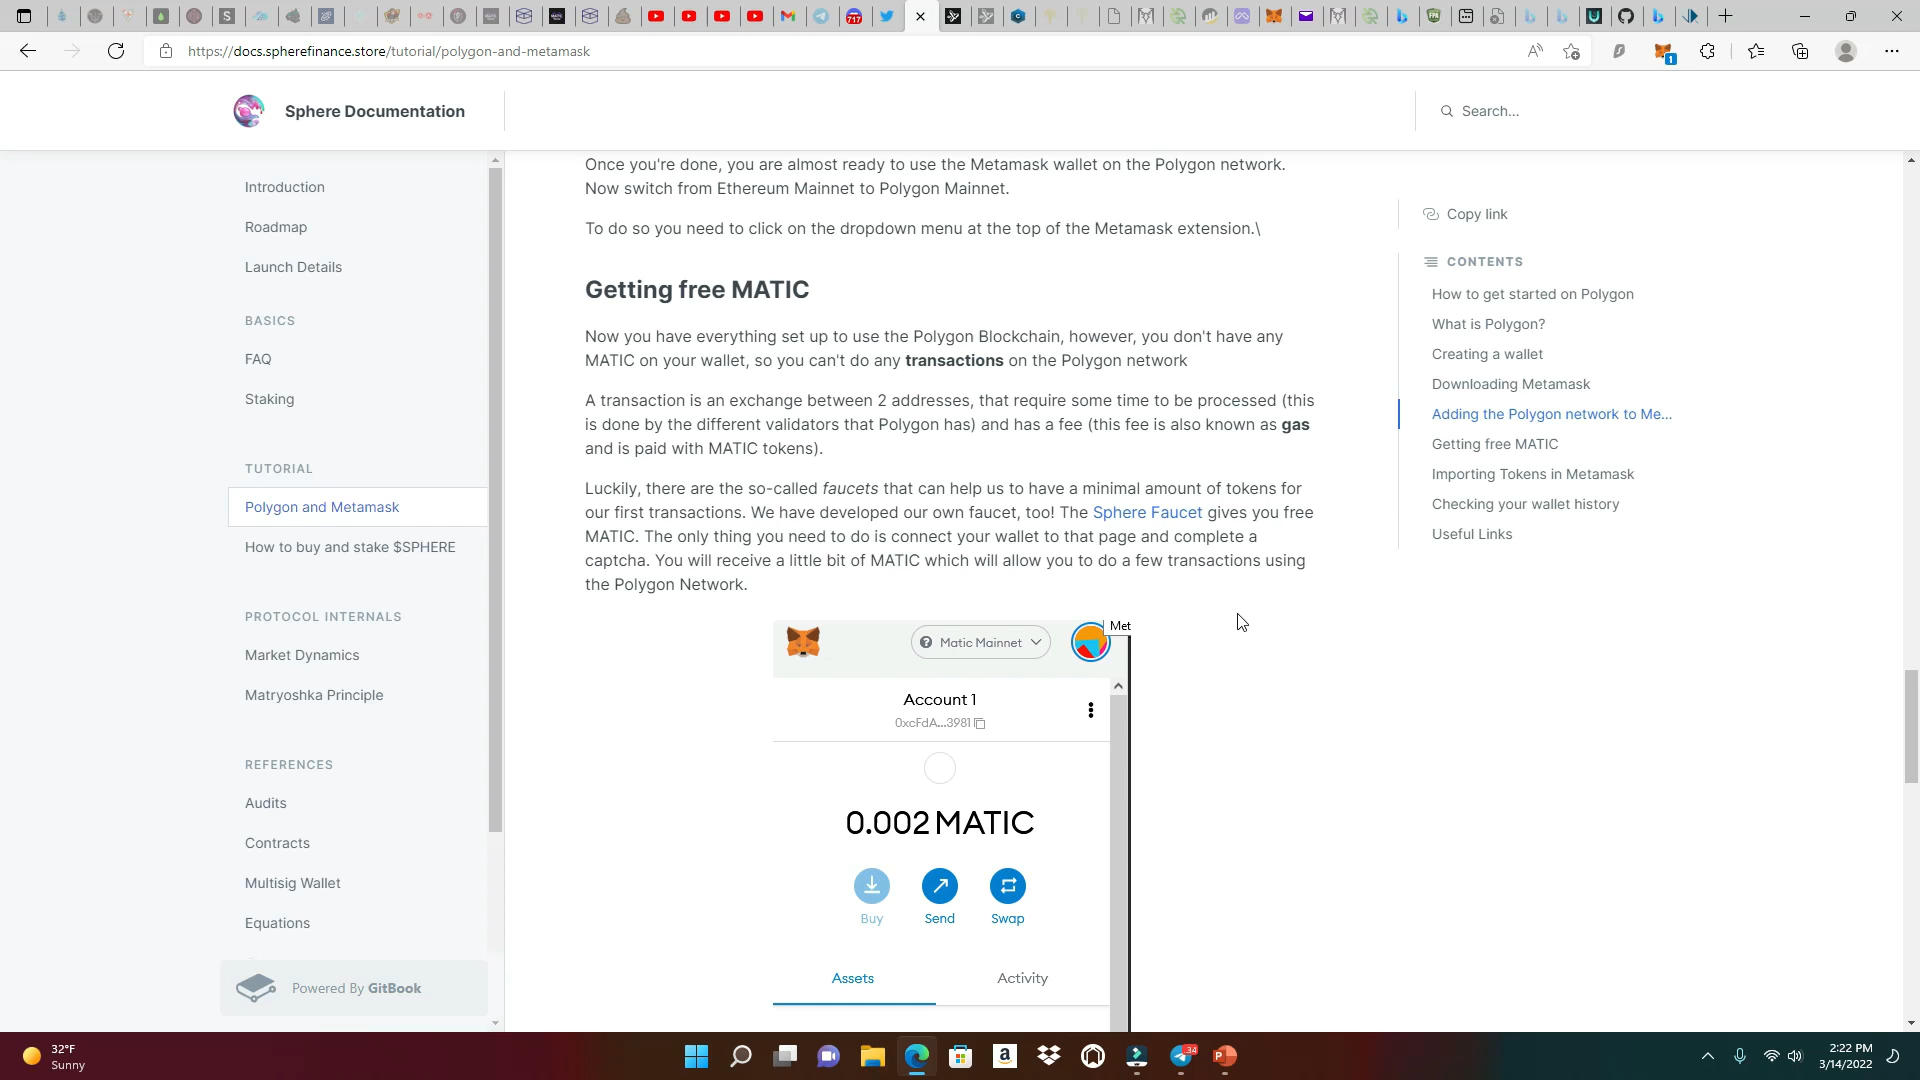 717
https://docs.spherefinance.store/tutorial/polygon-and-metamask
1
Sphere Documentation
Search...
Introduction
Roadmap
Launch Details
BASICS
FAQ
Staking
TUTORIAL
Polygon and Metamask
How to buy and stake $SPHERE
PROTOCOL INTERNALS
Market Dynamics
Matryoshka Principle
REFERENCES
Audits
Contracts
Multisig Wallet
Equations
Powered By GitBook
Once you're done, you are almost ready to use the Metamask wallet on the Polygon network.
Now switch from Ethereum Mainnet to Polygon Mainnet.
To do so you need to click on the dropdown menu at the top of the Metamask extension.\
Getting free MATIC
Now you have everything set up to use the Polygon Blockchain, however, you don't have any
MATIC on your wallet, so you can't do any transactions on the Polygon network
A transaction is an exchange between 2 addresses, that require some time to be processed (this
is done by the different validators that Polygon has) and has a fee (this fee is also known as gas
and is paid with MATIC tokens).
Luckily, there are the so-called faucets that can help us to have a minimal amount of tokens for
our first transactions. We have developed our own faucet, too! The Sphere Faucet gives you free
MATIC. The only thing you need to do is connect your wallet to that page and complete a
captcha. You will receive a little bit of MATIC which will allow you to do a few transactions using
the Polygon Network.
Matic Mainnet
Met
Account 1
0xcFdA...3981
0.002 MATIC
Buy
Send
Swap
Assets
Activity
Copy link
CONTENTS
How to get started on Polygon
What is Polygon?
Creating a wallet
Downloading Metamask
Adding the Polygon network to Me...
Getting free MATIC
Importing Tokens in Metamask
Checking your wallet history
Useful Links
32°F
Sunny
34
2:22 PM
3/14/2022